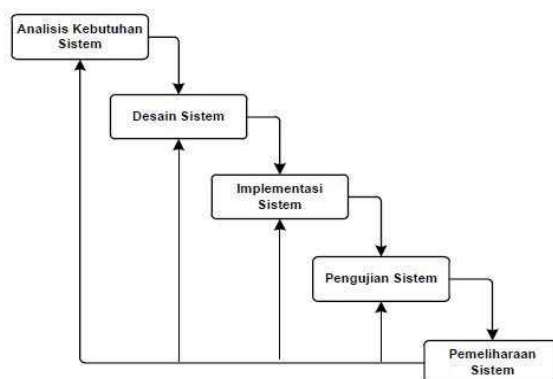 Analisis Kebutuhan
Sistem
Desain Sistem
Implementasi
Sistem
Pengujian Sistem
Pemeliharaan
Sistem